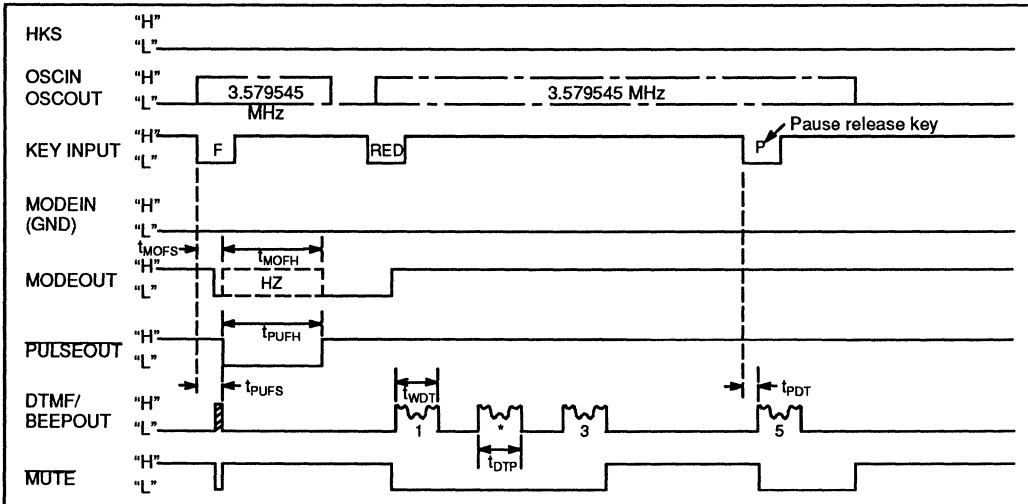 HKS "H"
"L"
OSCIN "H"
OSCOUT "L"
3.579545 MHz
3.579545 MHz
Pause release key
KEY INPUT "H"
"L"
F
RED
P
MODEIN "H"
(GND) "L"
tMOFS
tMOFH
MODEOUT "H"
"L"
HZ
tPUFH
PULSEOUT "H"
"L"
tPUFS
tWDT
tPDT
DTMF/ "H"
BEEPOUT "L"
1
*
3
5
tDTP
MUTE "H"
"L"